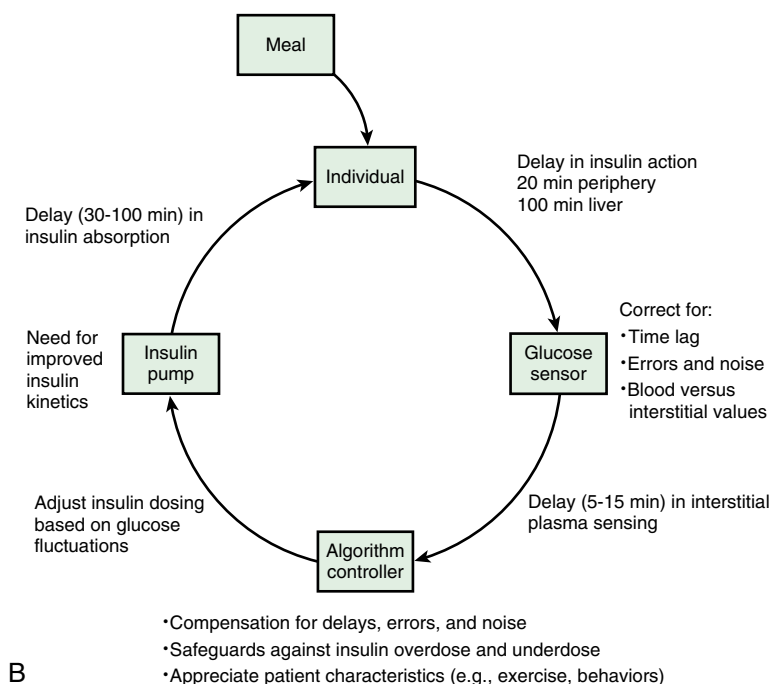 Meal
Individual
Delay in insulin action
20 min periphery
100 min liver
Delay (30-100 min) in
insulin absorption
Correct for:
•Time lag
•Errors and noise
•Blood versus
interstitial values
Glucose
sensor
Need for
improved
insulin
kinetics
Insulin
pump
Adjust insulin dosing
based on glucose
fluctuations
Delay (5-15 min) in interstitial
plasma sensing
Algorithm
controller
•Compensation for delays, errors, and noise
•Safeguards against insulin overdose and underdose
•Appreciate patient characteristics (e.g., exercise, behaviors)
B